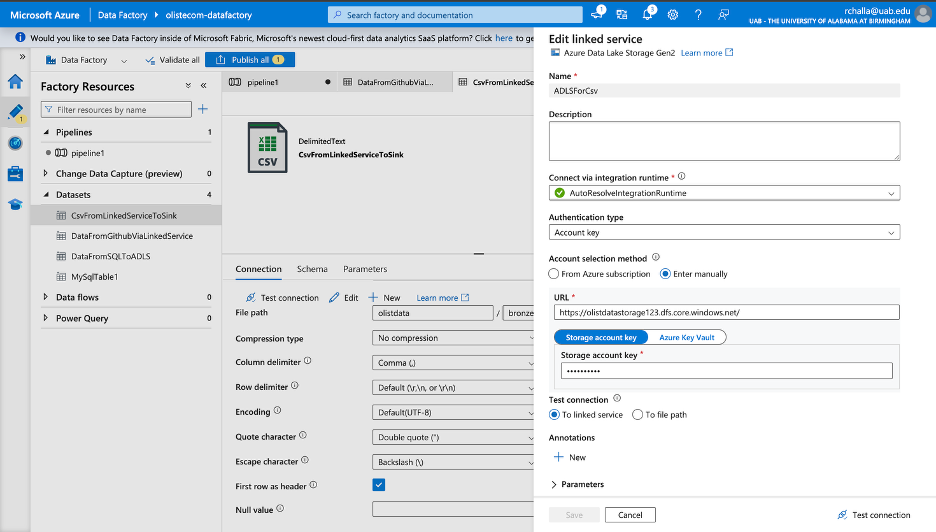 Microsoft Azure
Data Factory
olistecom-datafactory
Search factory and documentation
1
3
rchalla@uab.edu
UAB - THE UNIVERSITY OF ALABAMA AT BIRMINGHAM
Would you like to see Data Factory inside of Microsoft Fabric, Microsoft's newest cloud-first data analytics SaaS platform? Click here to ge
Data Factory
Validate all
Publish all 1
1
Factory Resources
Filter resources by name
Pipelines 1
pipeline1
Change Data Capture (preview) 0
Datasets 4
CsvFromLinkedServiceToSink
DataFromGithubViaLinkedService
DataFromSQLToADLS
MySqlTable1
Data flows 0
Power Query 0
pipeline1
DataFromGithubViaL...
CsvFromLinkedServ
CSV
DelimitedText
CsvFromLinkedServiceToSink
Connection Schema Parameters
Test connection Edit New Learn more
File path olistdata / bronze
Compression type No compression
Column delimiter Comma (,)
Row delimiter Default (\r,\n, or \r\n)
Encoding Default(UTF-8)
Quote character Double quote (")
Escape character Backslash (\)
First row as header
Null value
Edit linked service
Azure Data Lake Storage Gen2 Learn more
Name *
ADLSForCsv
Description
Connect via integration runtime *
AutoResolveIntegrationRuntime
Authentication type
Account key
Account selection method
From Azure subscription Enter manually
URL *
https://olistdatastorage123.dfs.core.windows.net/
Storage account key Azure Key Vault
Storage account key *
••••••••••
Test connection
To linked service To file path
Annotations
New
Parameters
Save Cancel Test connection